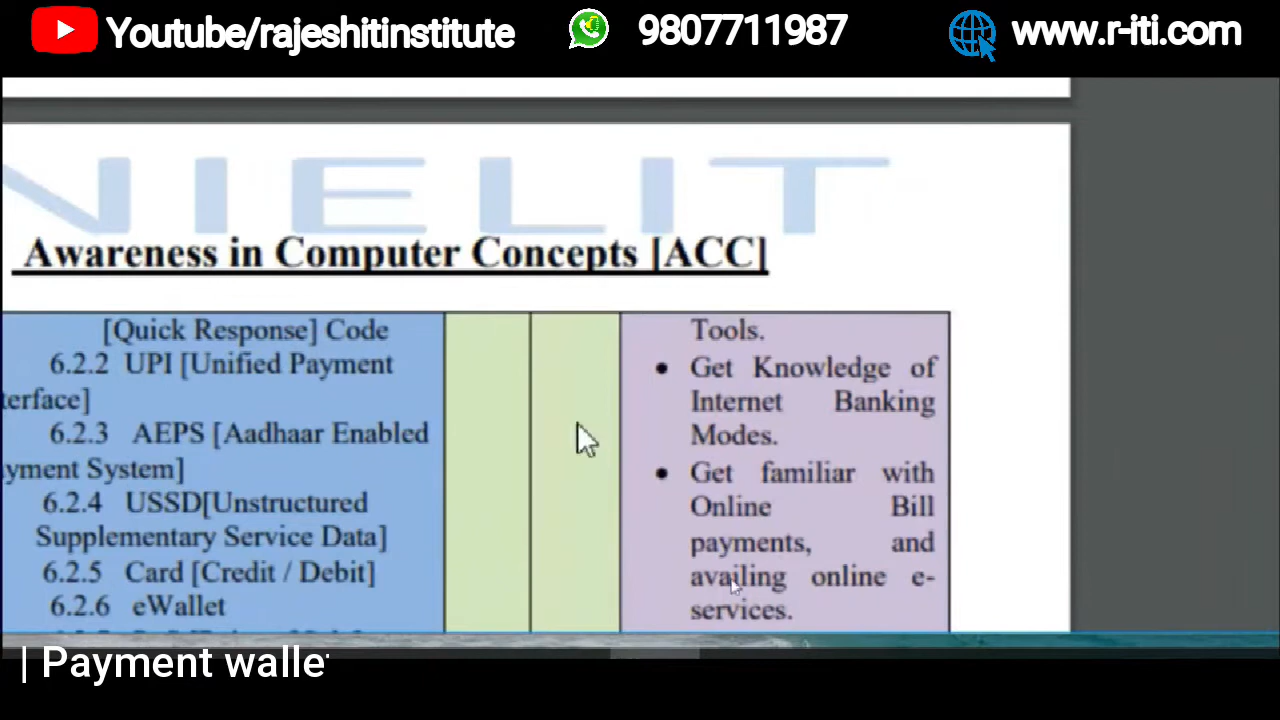 Youtube/rajeshitinstitute 9807711987 www.r-iti.com
NIELIT
Awareness in Computer Concepts [ACC]
[Quick Response] Code
6.2.2 UPI [Unified Payment
terface]
6.2.3 AEPS [Aadhaar Enabled
yment System]
6.2.4 USSD[Unstructured
Supplementary Service Data]
6.2.5 Card [Credit / Debit]
6.2.6 eWallet
Tools.
• Get Knowledge of
Internet Banking
Modes.
• Get familiar with
Online Bill
payments, and
availing online e-
services.
| Payment walle